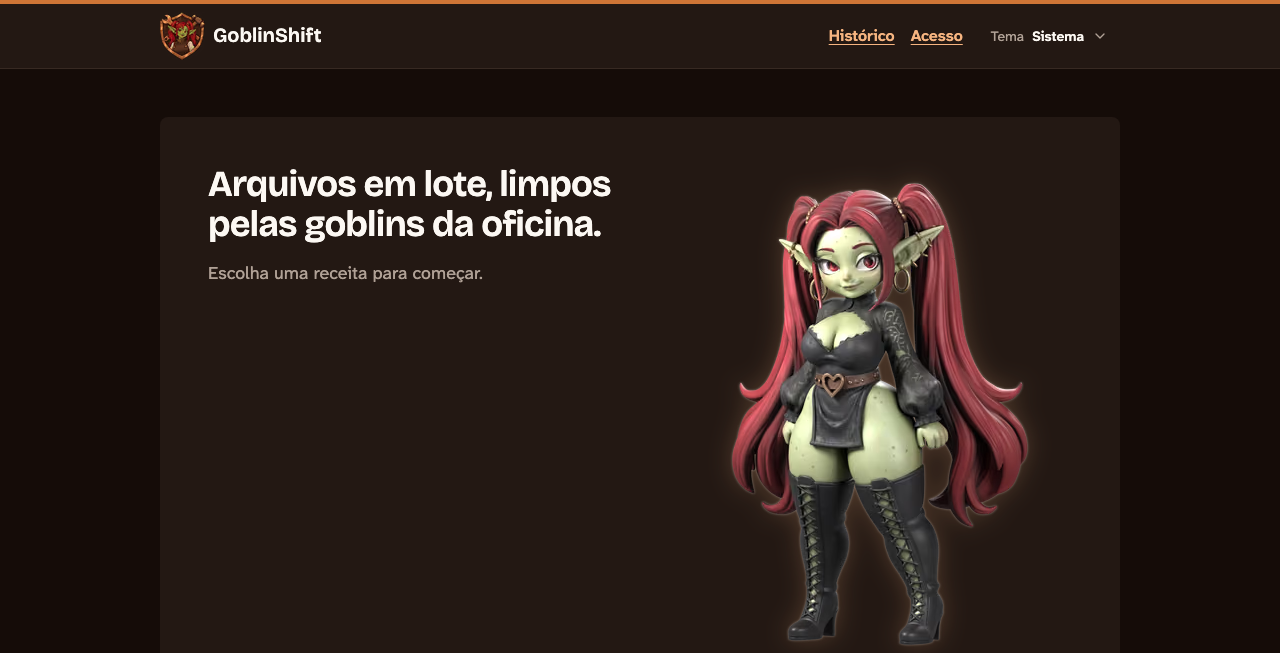 GoblinShift
Histórico
Acesso
Tema Sistema
Arquivos em lote, limpos
pelas goblins da oficina.
Escolha uma receita para começar.